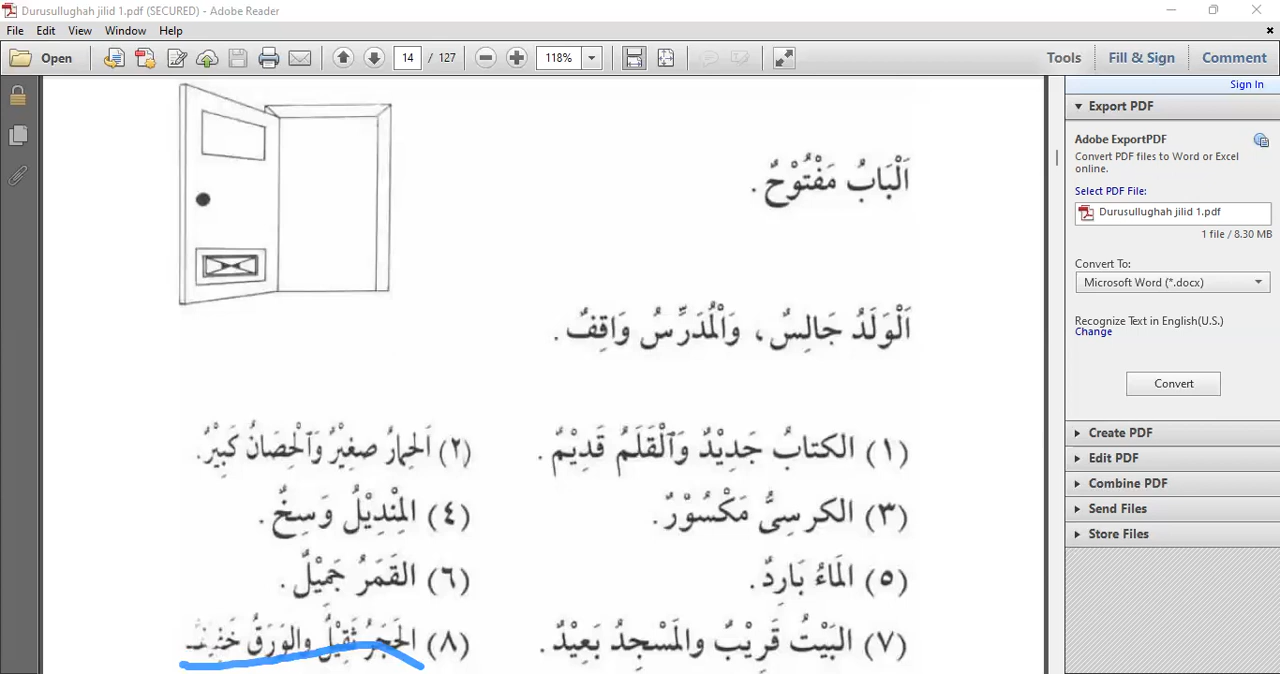 Durusullughah jilid 1.pdf (SECURED) - Adobe Reader
File Edit View Window Help
Open 14 / 127 118% Tools Fill & Sign Comment
Sign In
Export PDF
Adobe ExportPDF
Convert PDF files to Word or Excel
online.
Select PDF File:
Durusullughah jilid 1.pdf
1 file / 8.30 MB
Convert To:
Microsoft Word (*.docx)
Recognize Text in English(U.S.)
Change
Convert
Create PDF
Edit PDF
Combine PDF
Send Files
Store Files
اَلْبَابُ مَفْتُوْحٌ .
اَلْوَلَدُ جَالِسٌ، وَالْمُدَرِّسُ وَاقِفٌ .
(١) الكتابُ جَدِيْدٌ وَٱلْقَلَمُ قَدِيْمٌ . (٢) اَلحِمارُ صغِيْرٌ وَٱلْحِصَانُ كَبِيْرٌ.
(٣) الكرسِىُّ مَكْسُوْرٌ. (٤) المِنْدِيْلُ وَسِخٌ .
(٥) المَاءُ بَارِدٌ. (٦) القَمَرُ جَمِيْلٌ .
(٧) البَيْتُ قَرِيْبٌ والمَسْجِدُ بَعِيْدٌ . (٨) الحَجَرُ ثَقِيْلٌ والوَرَقُ